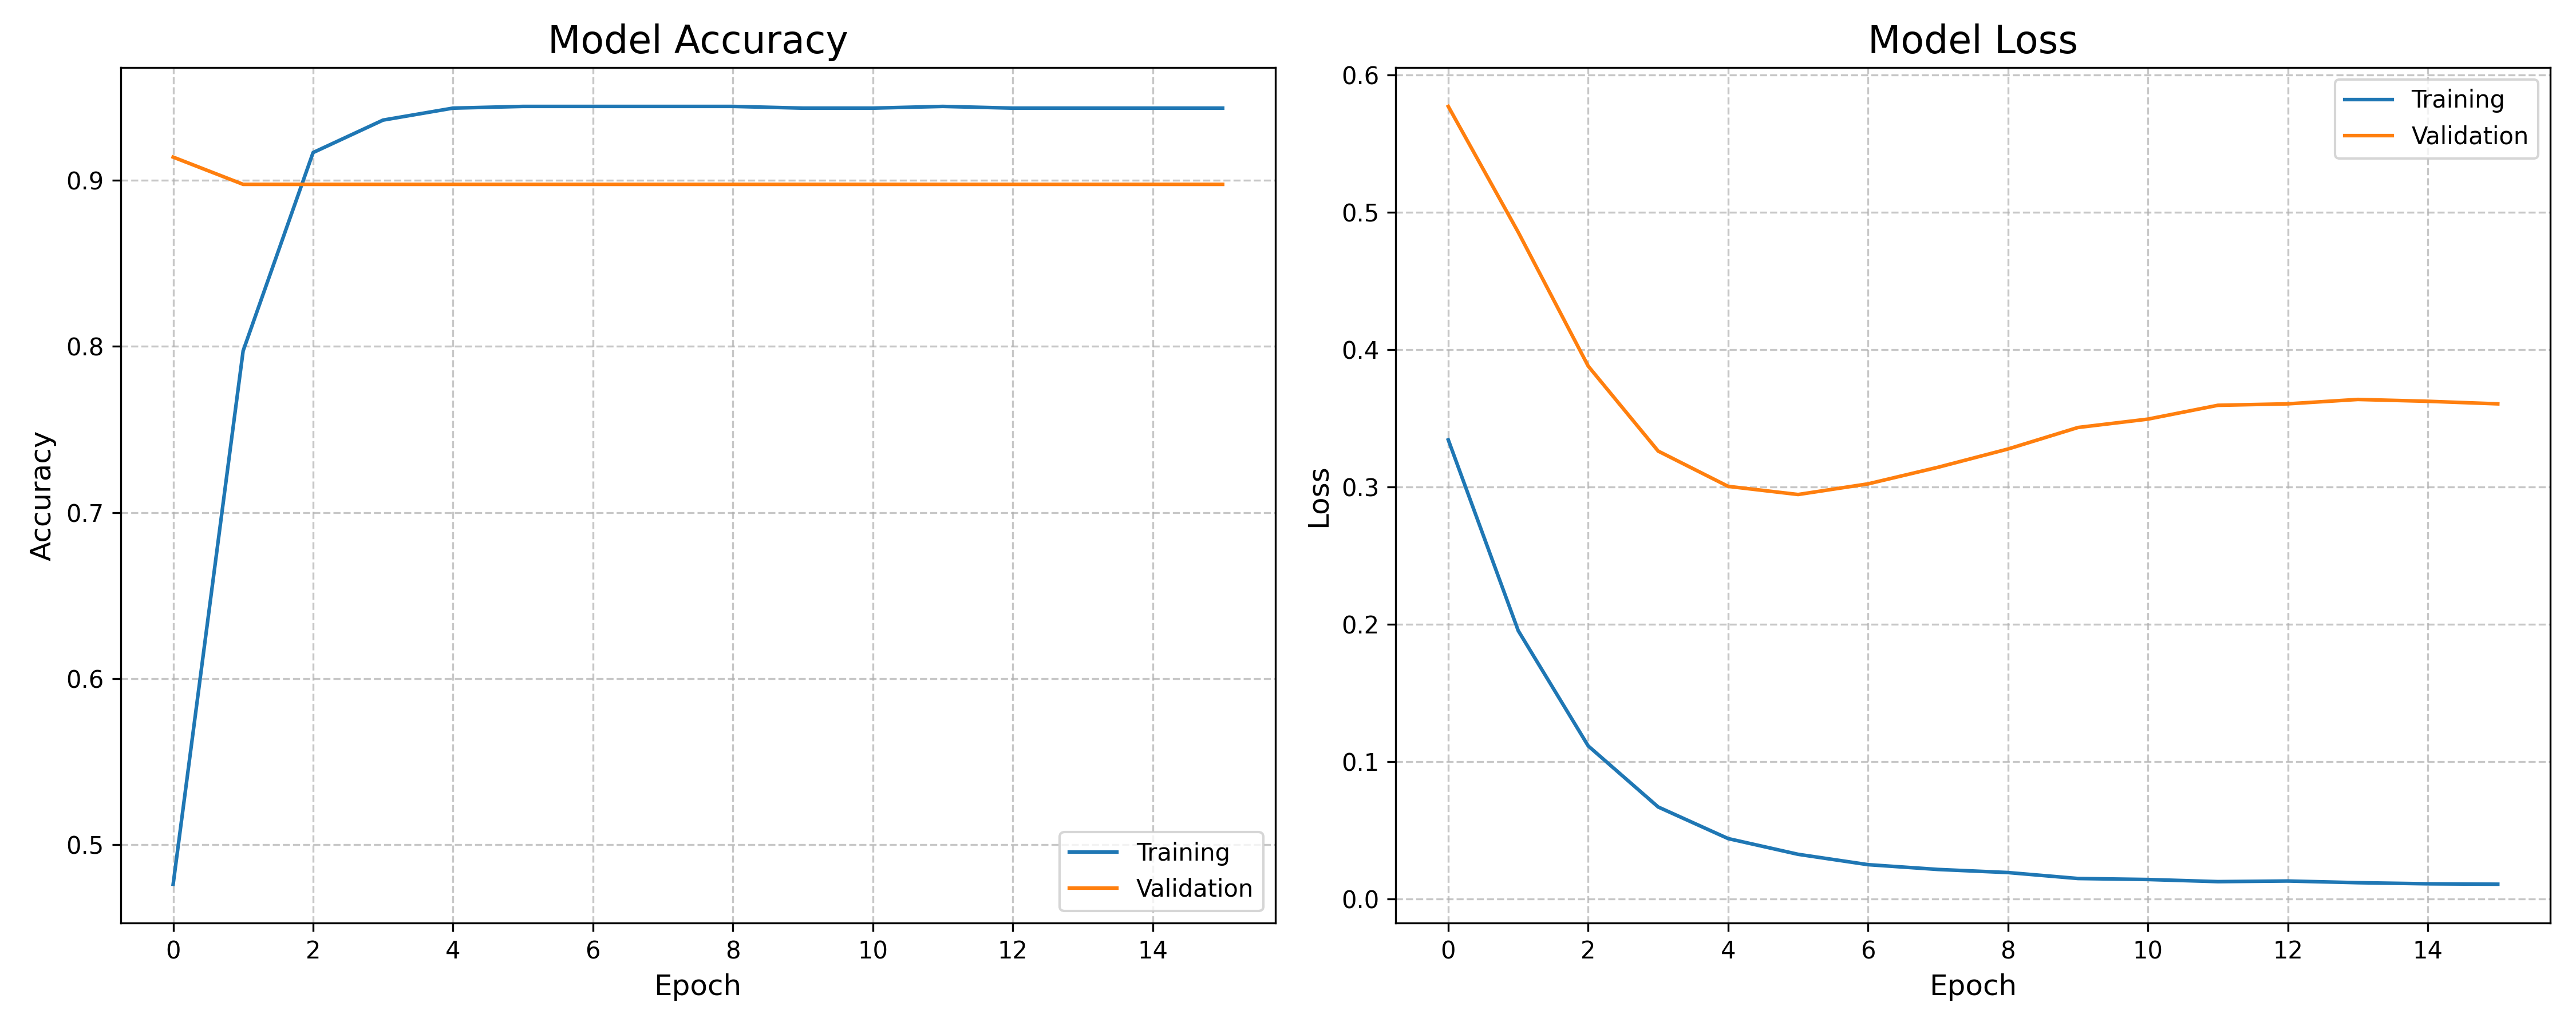 Model Accuracy
Accuracy
0.9
0.8
0.7
0.6
0.5
Training
Validation
0 2 4 6 8 10 12 14
Epoch
Model Loss
Loss
0.6
0.5
0.4
0.3
0.2
0.1
0.0
Training
Validation
0 2 4 6 8 10 12 14
Epoch